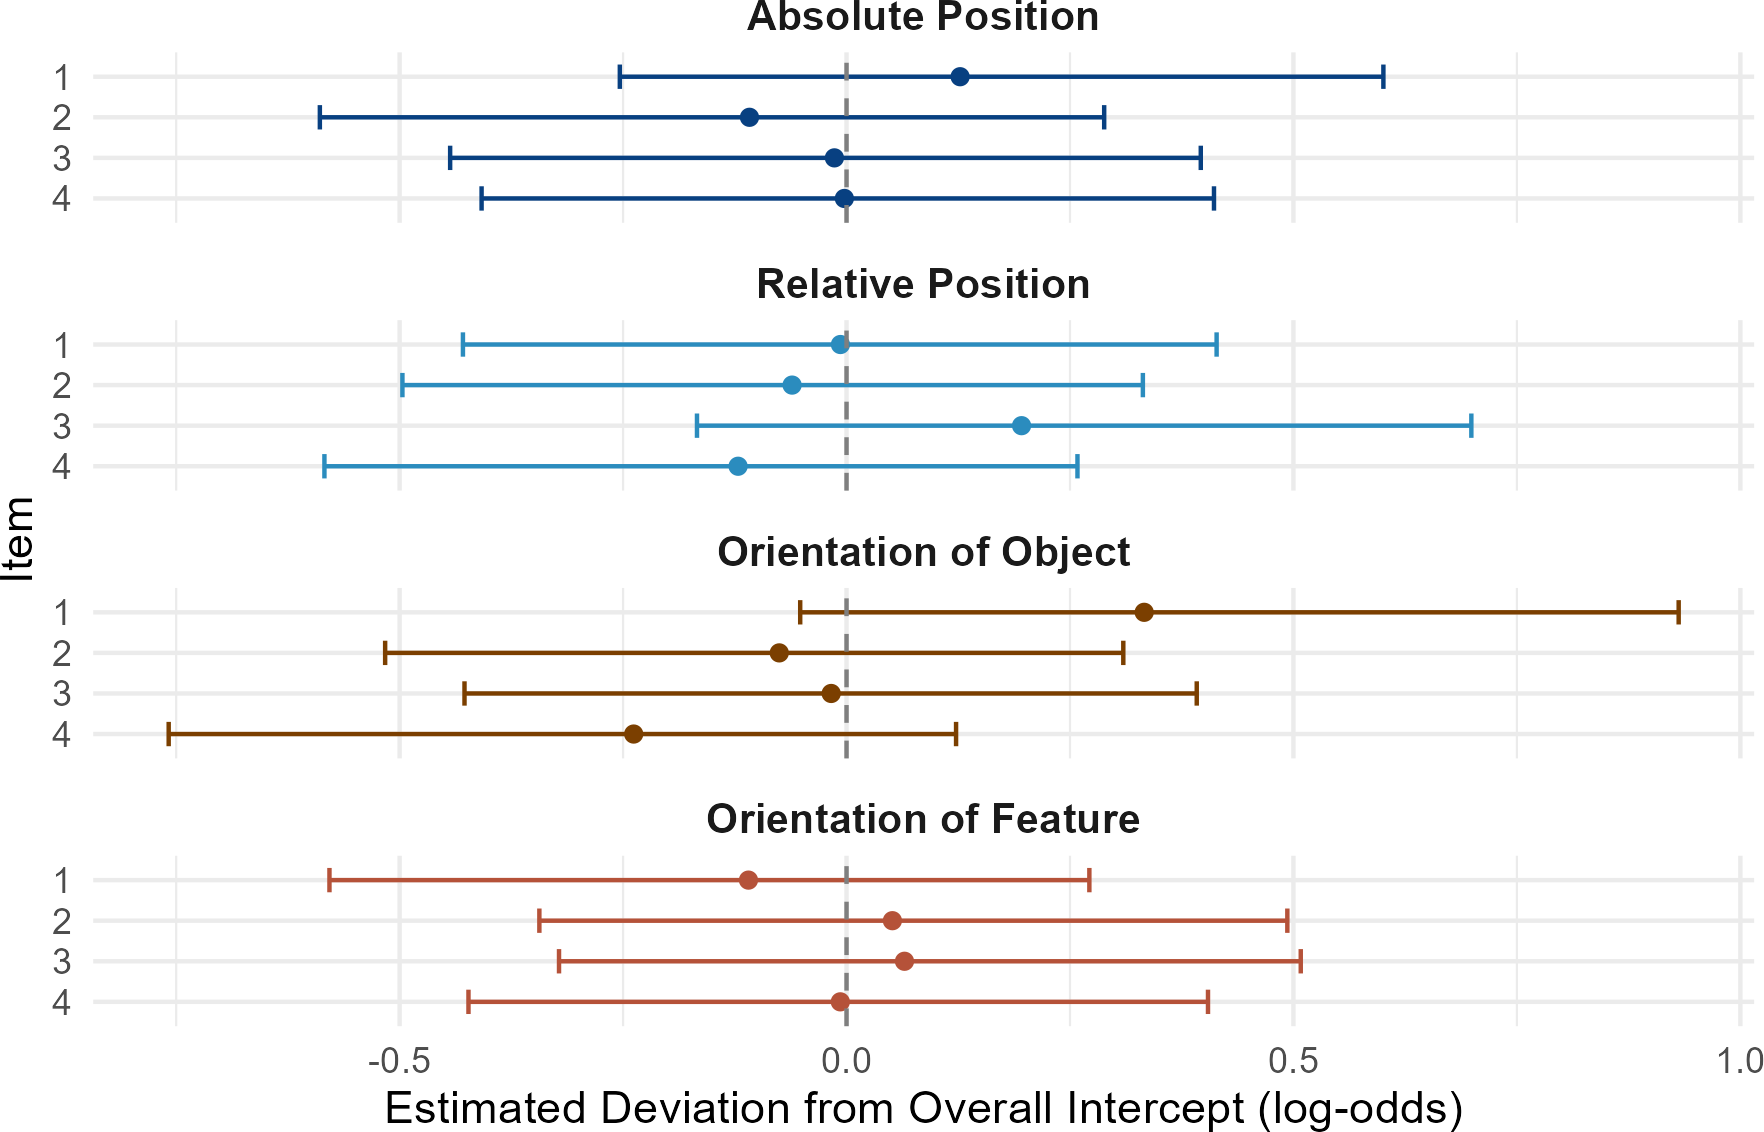 Absolute Position
1
2
3
4
Relative Position
1
2
3
4
Item
Orientation of Object
1
2
3
4
Orientation of Feature
1
2
3
4
-0.5 0.0 0.5 1.0
Estimated Deviation from Overall Intercept (log-odds)